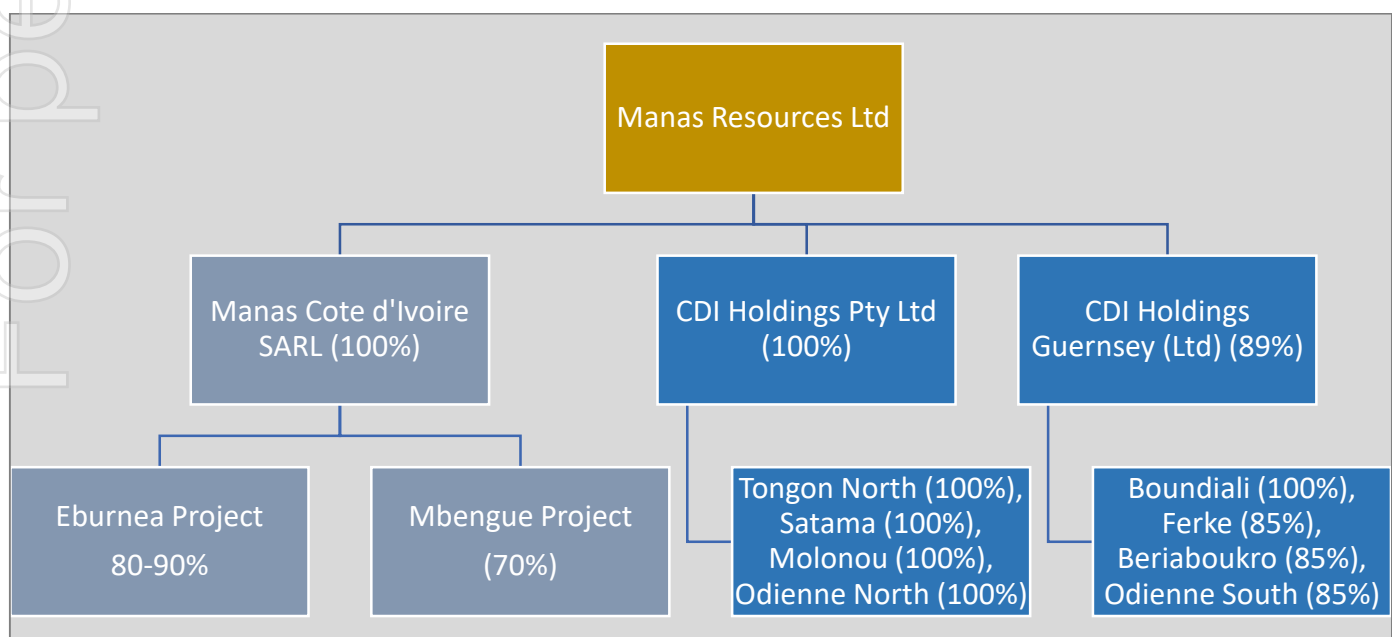 For pe
Manas Resources Ltd
Manas Cote d'Ivoire
SARL (100%)
CDI Holdings Pty Ltd
(100%)
CDI Holdings
Guernsey (Ltd) (89%)
Eburnea Project
80-90%
Mbengue Project
(70%)
Tongon North (100%),
Satama (100%),
Molonou (100%),
Odienne North (100%)
Boundiali (100%),
Ferke (85%),
Beriaboukro (85%),
Odienne South (85%)